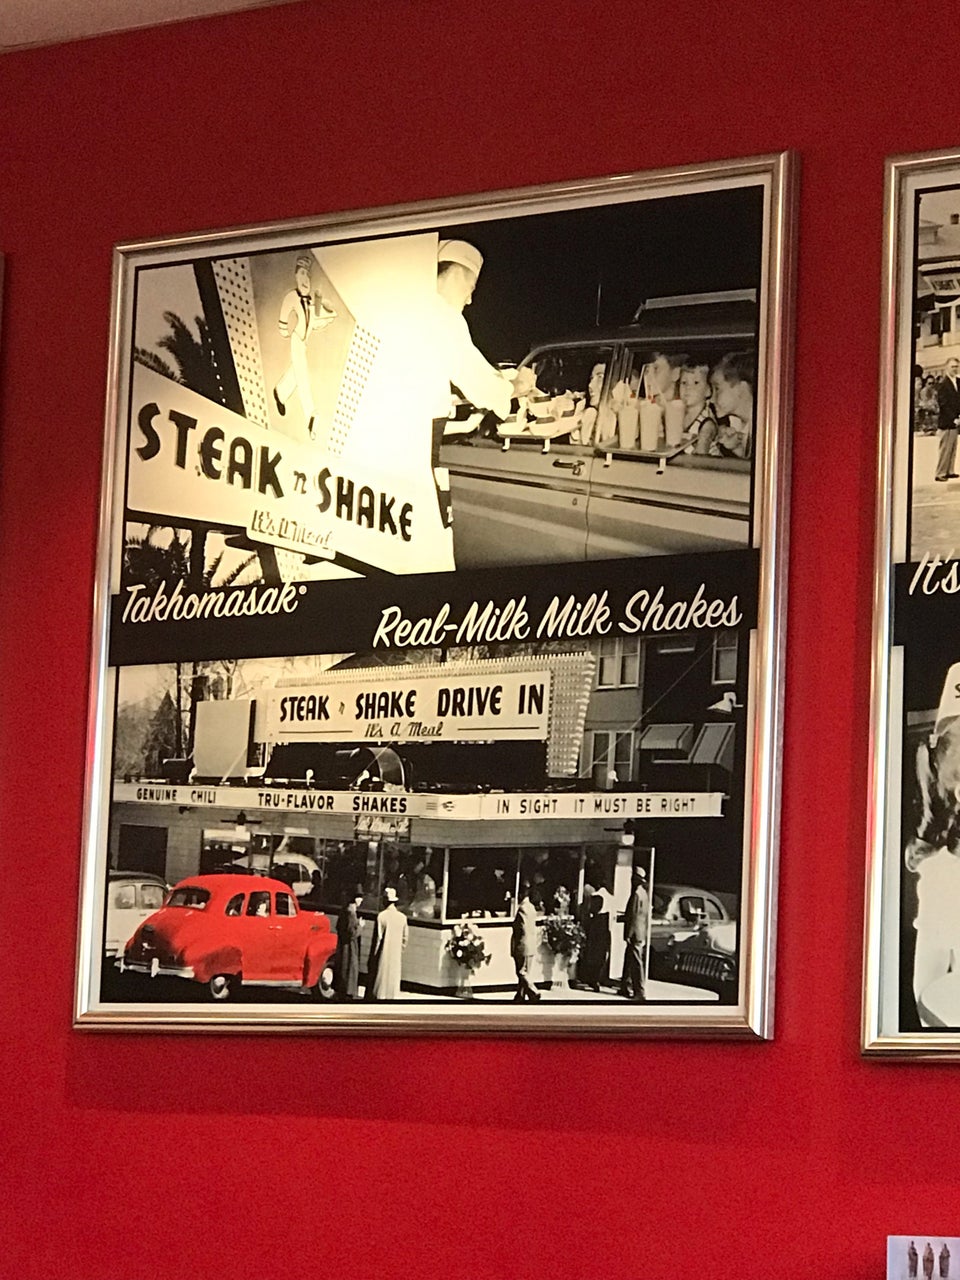 STEAK n SHAKE
It's a Meal
Takhomasak®
Real-Milk Milk Shakes
STEAK n SHAKE DRIVE IN
It's A Meal
GENUINE CHILI TRU-FLAVOR SHAKES IN SIGHT IT MUST BE RIGHT
It's